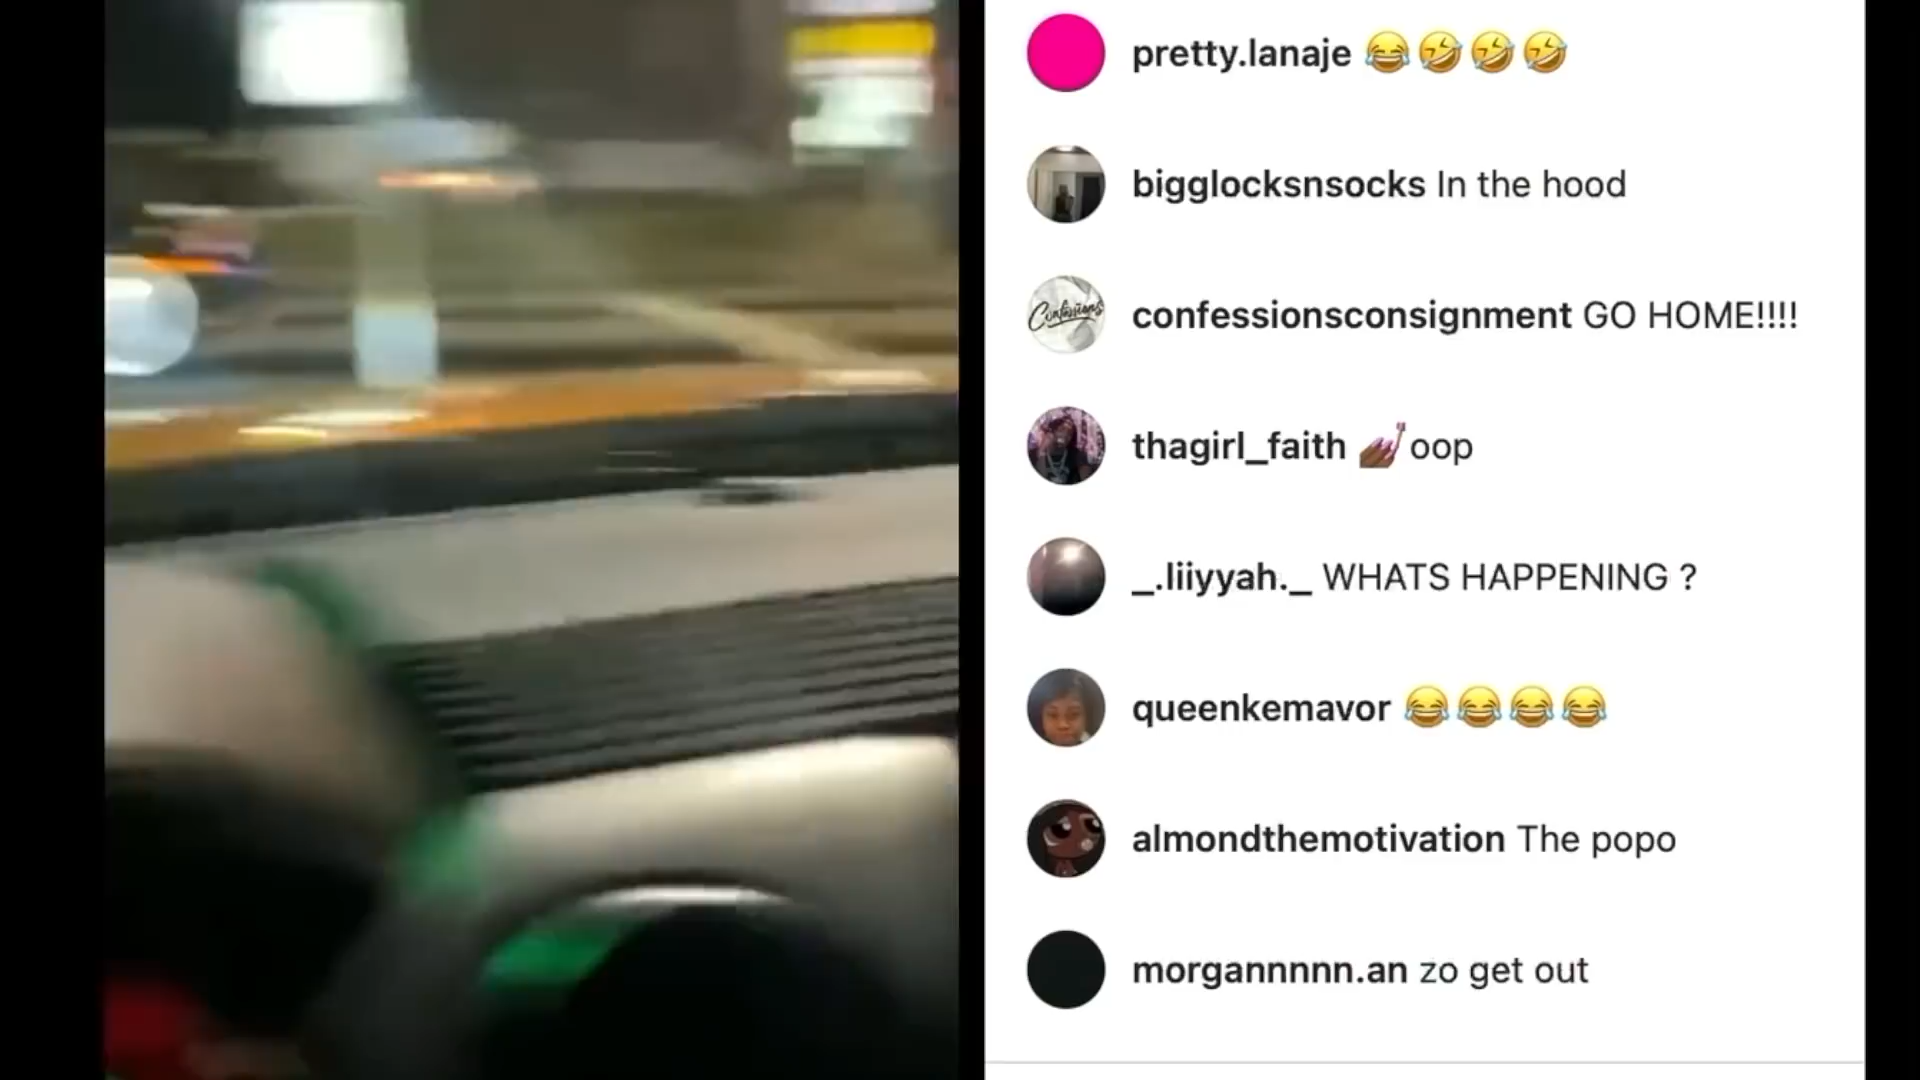 pretty.lanaje 😂🤣🤣🤣
bigglocksnsocks In the hood
Confessions
confessionsconsignment GO HOME!!!!
thagirl_faith 💅🏾oop
_.liiyyah._ WHATS HAPPENING ?
queenkemavor 😂😂😂😂
almondthemotivation The popo
morgannnnn.an zo get out